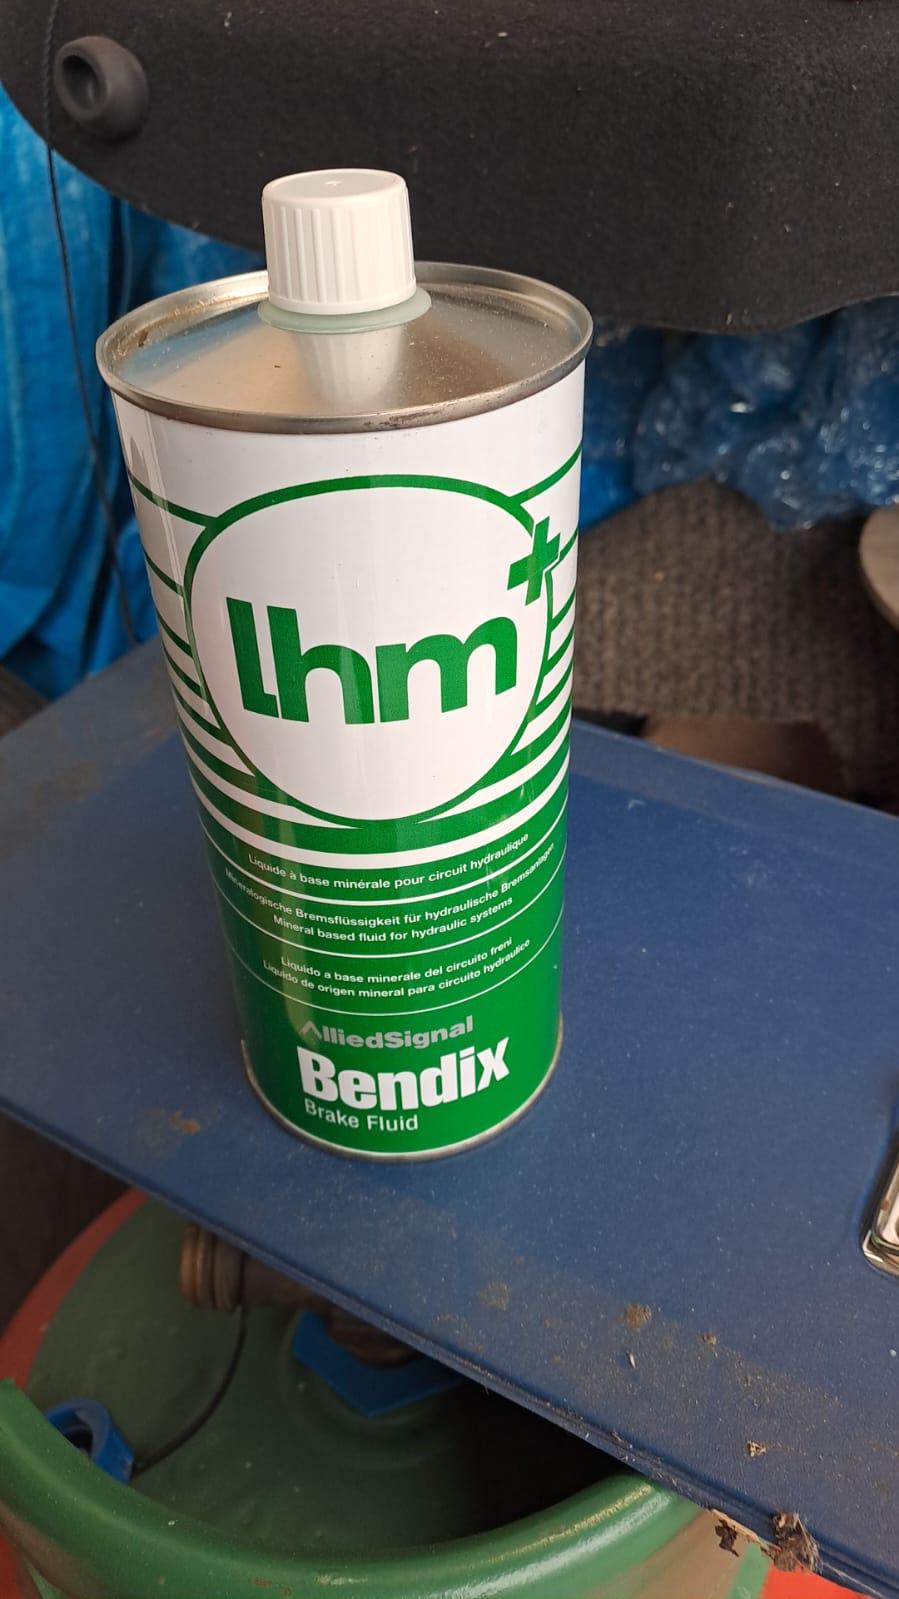 lhm+
Liquide à base minérale pour circuit hydraulique
Mineralogische Bremsflüssigkeit für hydraulische Bremsanlagen
Mineral based fluid for hydraulic systems
Liquido a base minerale del circuito freni
Liquido de origen mineral para circuito hydraulico
AlliedSignal
Bendix
Brake Fluid